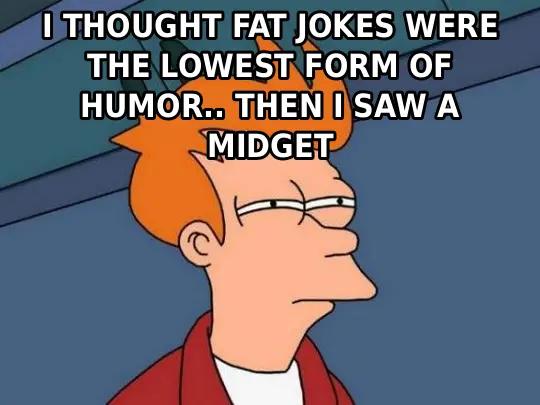 I THOUGHT FAT JOKES WERE
THE LOWEST FORM OF
HUMOR.. THEN I SAW A
MIDGET